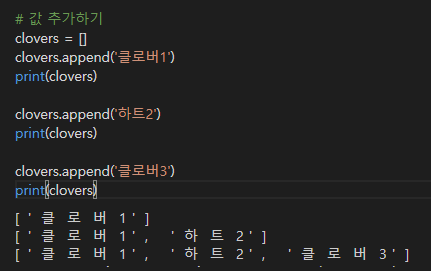 # 값 추가하기
clovers = []
clovers.append('클로버1')
print(clovers)
clovers.append('하트2')
print(clovers)
clovers.append('클로버3')
print(clovers)
['클로버1']
['클로버1', '하트2']
['클로버1', '하트2', '클로버3']